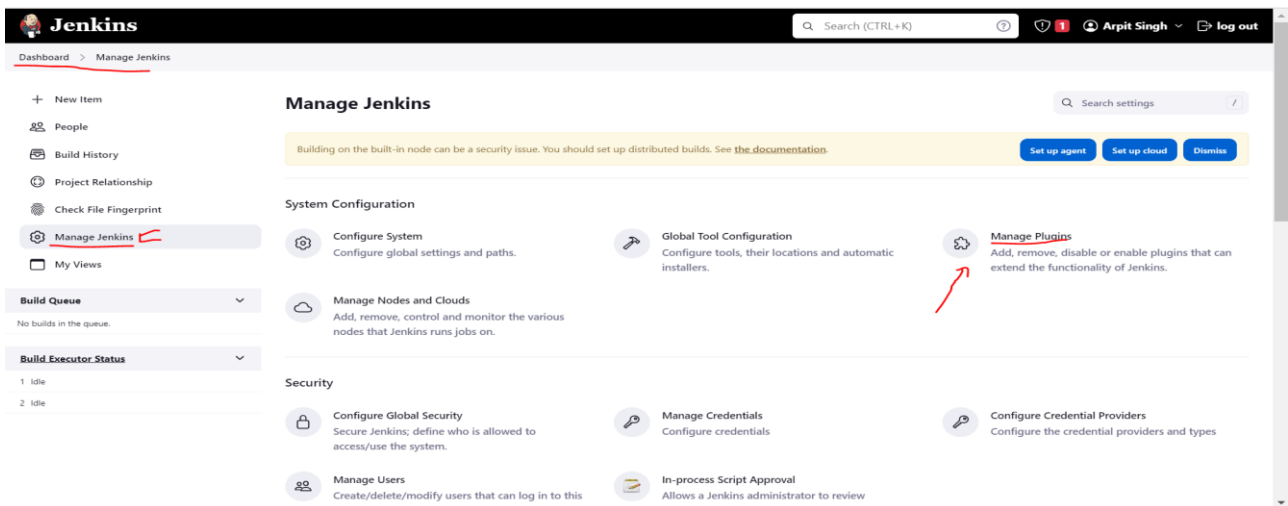 Jenkins
Search (CTRL+K)
1
Arpit Singh
log out
Dashboard > Manage Jenkins
New Item
People
Build History
Project Relationship
Check File Fingerprint
Manage Jenkins
My Views
Build Queue
No builds in the queue.
Build Executor Status
1 Idle
2 Idle
Manage Jenkins
Search settings /
Building on the built-in node can be a security issue. You should set up distributed builds. See the documentation.
Set up agent
Set up cloud
Dismiss
System Configuration
Configure System
Configure global settings and paths.
Global Tool Configuration
Configure tools, their locations and automatic
installers.
Manage Plugins
Add, remove, disable or enable plugins that can
extend the functionality of Jenkins.
Manage Nodes and Clouds
Add, remove, control and monitor the various
nodes that Jenkins runs jobs on.
Security
Configure Global Security
Secure Jenkins; define who is allowed to
access/use the system.
Manage Credentials
Configure credentials
Configure Credential Providers
Configure the credential providers and types
Manage Users
Create/delete/modify users that can log in to this
In-process Script Approval
Allows a Jenkins administrator to review